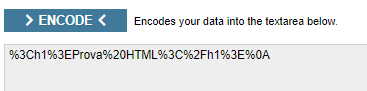 > ENCODE < Encodes your data into the textarea below.
%3Ch1%3EProva%20HTML%3C%2Fh1%3E%0A